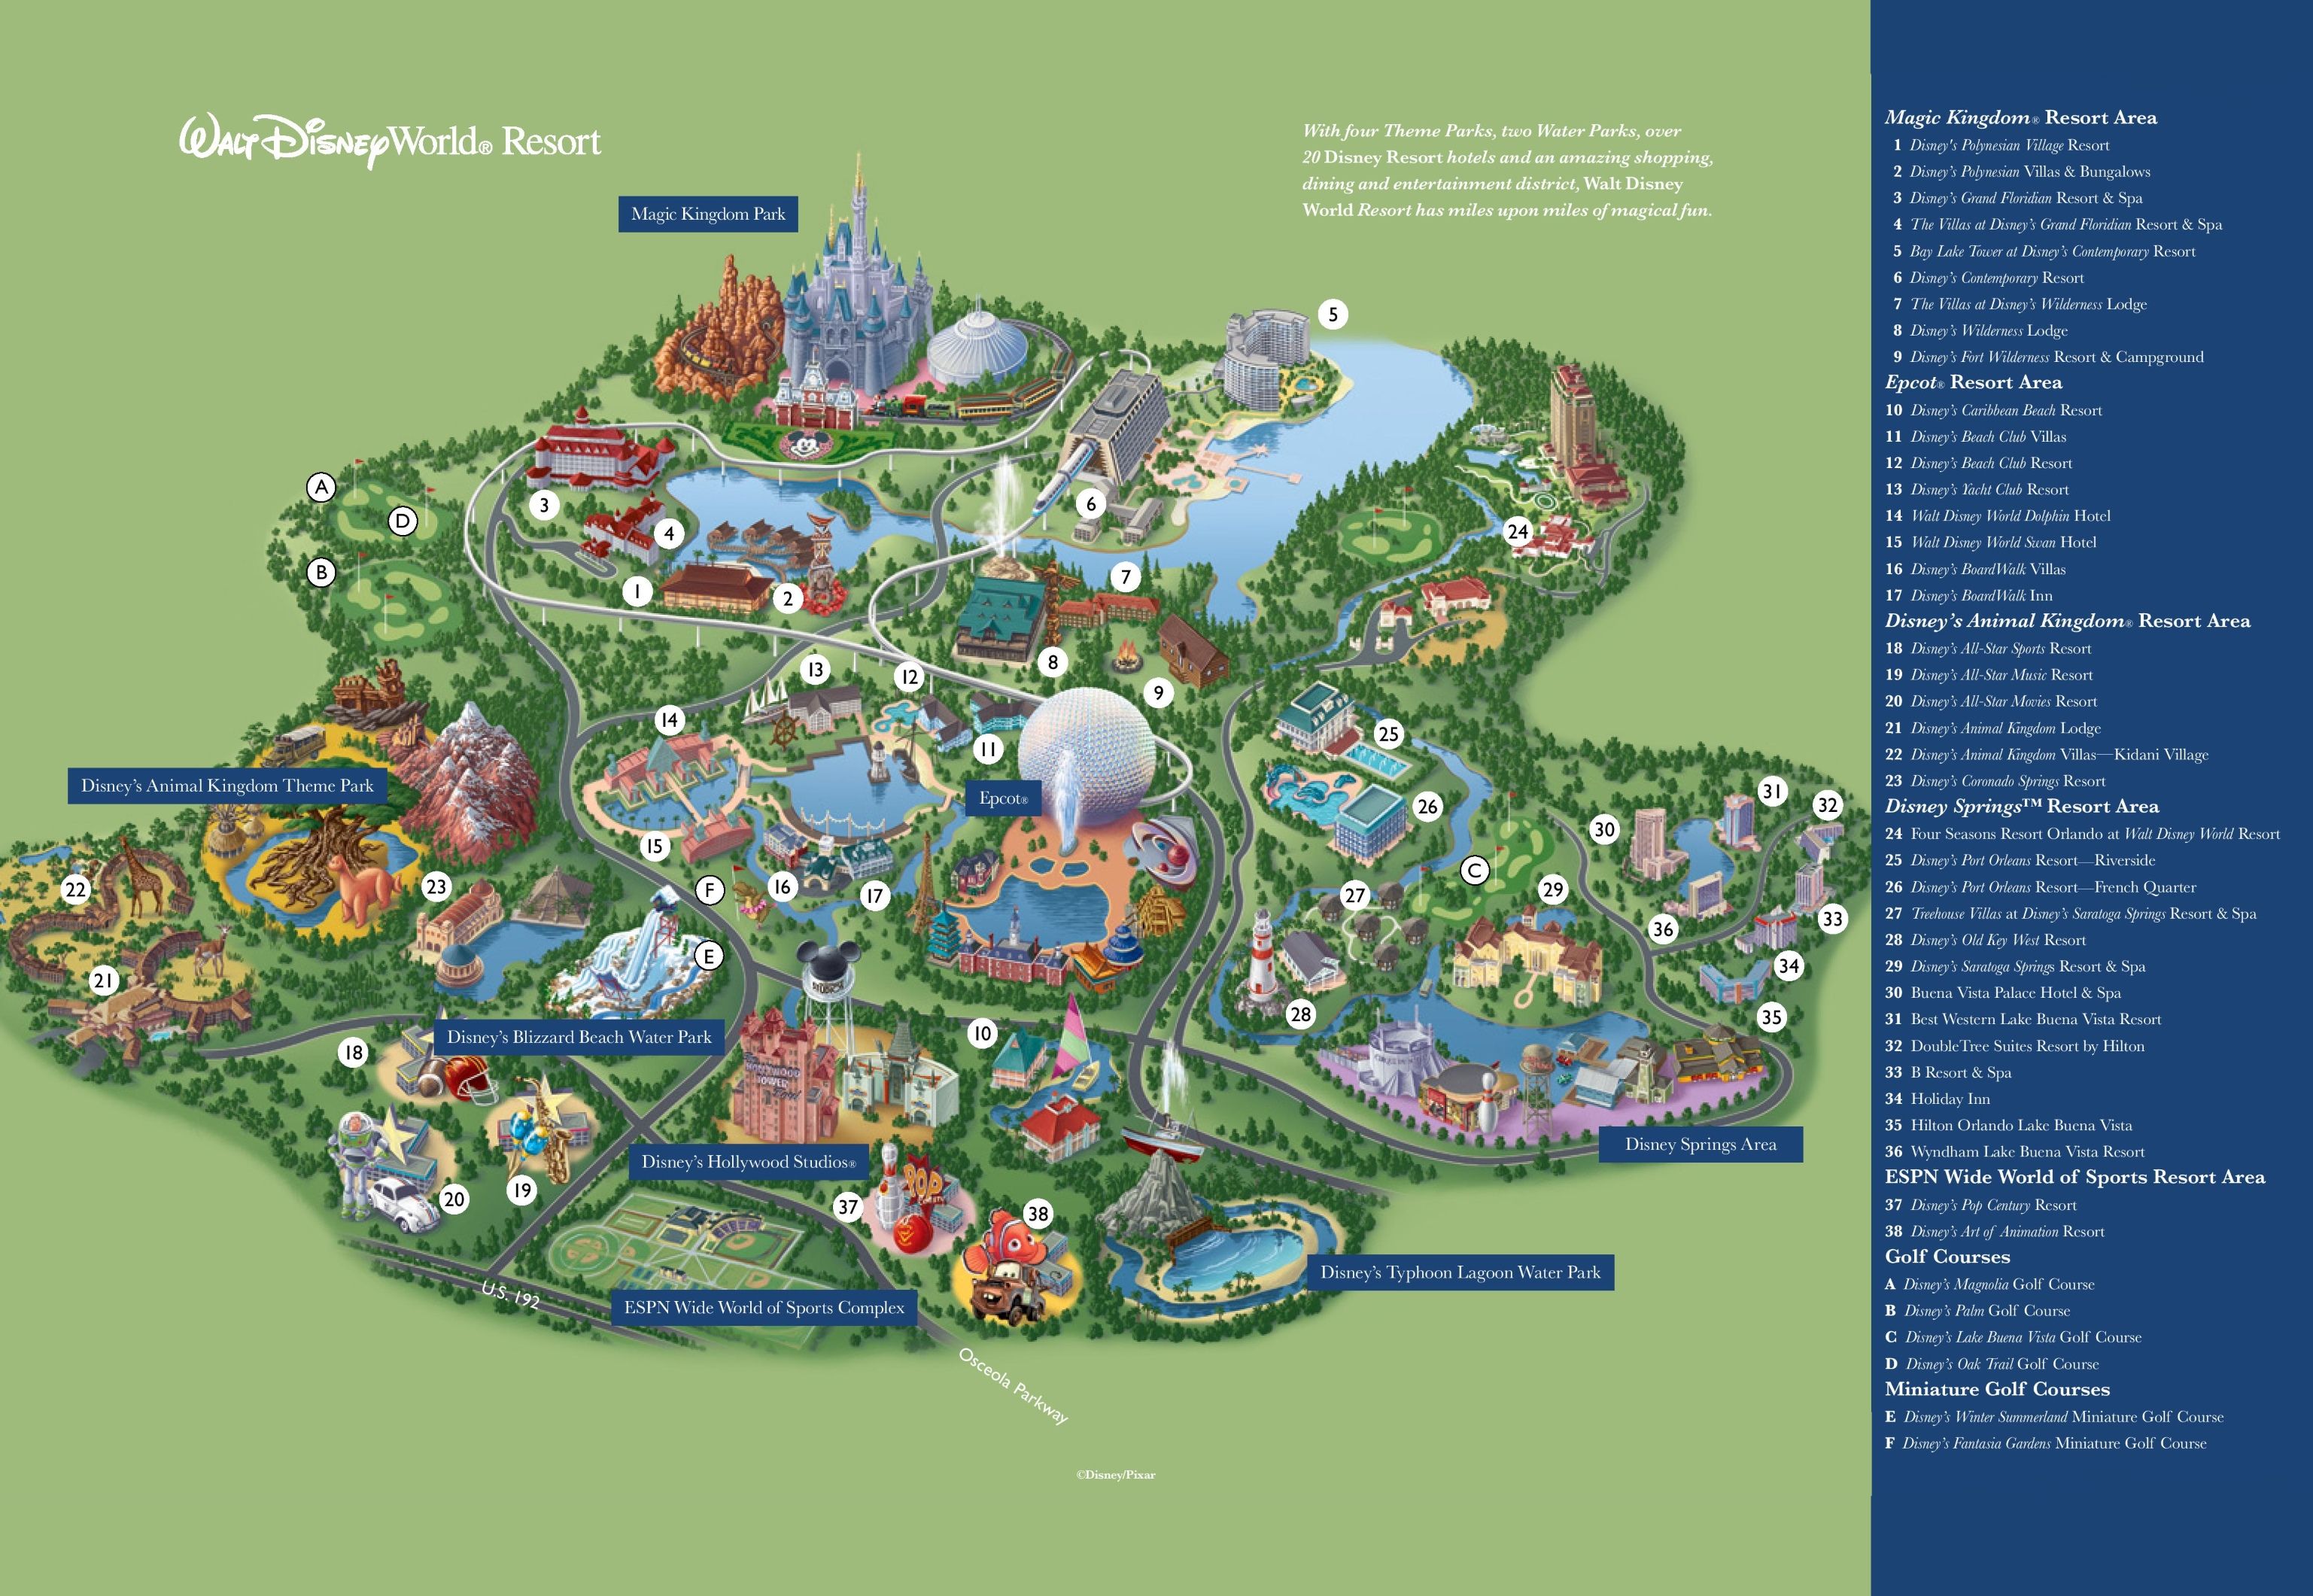 WALT DISNEY World® Resort
With four Theme Parks, two Water Parks, over
20 Disney Resort hotels and an amazing shopping,
dining and entertainment district, Walt Disney
World Resort has miles upon miles of magical fun.
Magic Kingdom Park
5
A
D
3
6
4
24
B
7
1
2
8
13
12
9
14
25
11
Disney's Animal Kingdom Theme Park
Epcot®
31
32
26
30
15
C
22
23
F
16
17
27
29
33
36
E
34
21
STUDIOS
28
35
10
18
Disney's Blizzard Beach Water Park
HOLLYWOOD
TOWER
Hotel
Disney Springs Area
Disney's Hollywood Studios®
POP
19
20
37
38
Disney's Typhoon Lagoon Water Park
U.S. 192
ESPN Wide World of Sports Complex
Osceola Parkway
©Disney/Pixar
Magic Kingdom® Resort Area
1 Disney's Polynesian Village Resort
2 Disney's Polynesian Villas & Bungalows
3 Disney's Grand Floridian Resort & Spa
4 The Villas at Disney's Grand Floridian Resort & Spa
5 Bay Lake Tower at Disney's Contemporary Resort
6 Disney's Contemporary Resort
7 The Villas at Disney's Wilderness Lodge
8 Disney's Wilderness Lodge
9 Disney's Fort Wilderness Resort & Campground
Epcot® Resort Area
10 Disney's Caribbean Beach Resort
11 Disney's Beach Club Villas
12 Disney's Beach Club Resort
13 Disney's Yacht Club Resort
14 Walt Disney World Dolphin Hotel
15 Walt Disney World Swan Hotel
16 Disney's BoardWalk Villas
17 Disney's BoardWalk Inn
Disney's Animal Kingdom® Resort Area
18 Disney's All-Star Sports Resort
19 Disney's All-Star Music Resort
20 Disney's All-Star Movies Resort
21 Disney's Animal Kingdom Lodge
22 Disney's Animal Kingdom Villas—Kidani Village
23 Disney's Coronado Springs Resort
Disney Springs™ Resort Area
24 Four Seasons Resort Orlando at Walt Disney World Resort
25 Disney's Port Orleans Resort—Riverside
26 Disney's Port Orleans Resort—French Quarter
27 Treehouse Villas at Disney's Saratoga Springs Resort & Spa
28 Disney's Old Key West Resort
29 Disney's Saratoga Springs Resort & Spa
30 Buena Vista Palace Hotel & Spa
31 Best Western Lake Buena Vista Resort
32 DoubleTree Suites Resort by Hilton
33 B Resort & Spa
34 Holiday Inn
35 Hilton Orlando Lake Buena Vista
36 Wyndham Lake Buena Vista Resort
ESPN Wide World of Sports Resort Area
37 Disney's Pop Century Resort
38 Disney's Art of Animation Resort
Golf Courses
A Disney's Magnolia Golf Course
B Disney's Palm Golf Course
C Disney's Lake Buena Vista Golf Course
D Disney's Oak Trail Golf Course
Miniature Golf Courses
E Disney's Winter Summerland Miniature Golf Course
F Disney's Fantasia Gardens Miniature Golf Course